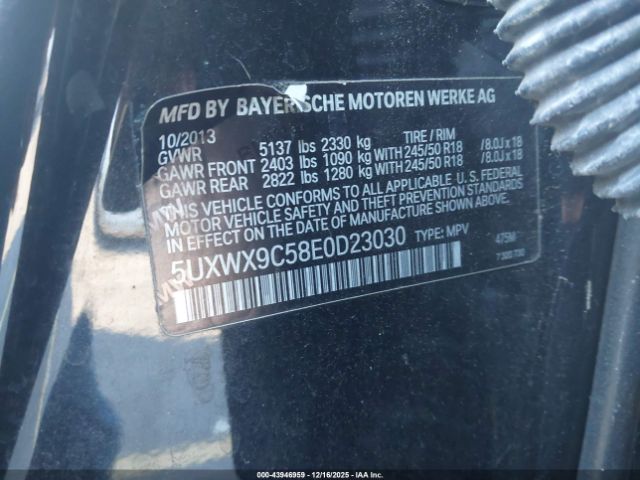 MFD BY BAYERISCHE MOTOREN WERKE AG
10/2013 TIRE / RIM
GVWR 5137 lbs 2330 kg
GAWR FRONT 2403 lbs 1090 kg WITH 245/50 R18 /8.0J x 18
GAWR REAR 2822 lbs 1280 kg WITH 245/50 R18 /8.0J x 18
THIS VEHICLE CONFORMS TO ALL APPLICABLE U. S. FEDERAL
MOTOR VEHICLE SAFETY AND THEFT PREVENTION STANDARDS
IN EFFECT ON THE DATE OF MANUFACTURE SHOWN ABOVE.
5UXWX9C58E0D23030 TYPE: MPV 475M
000-43946959 | 12/16/2025 | IAAI.COM